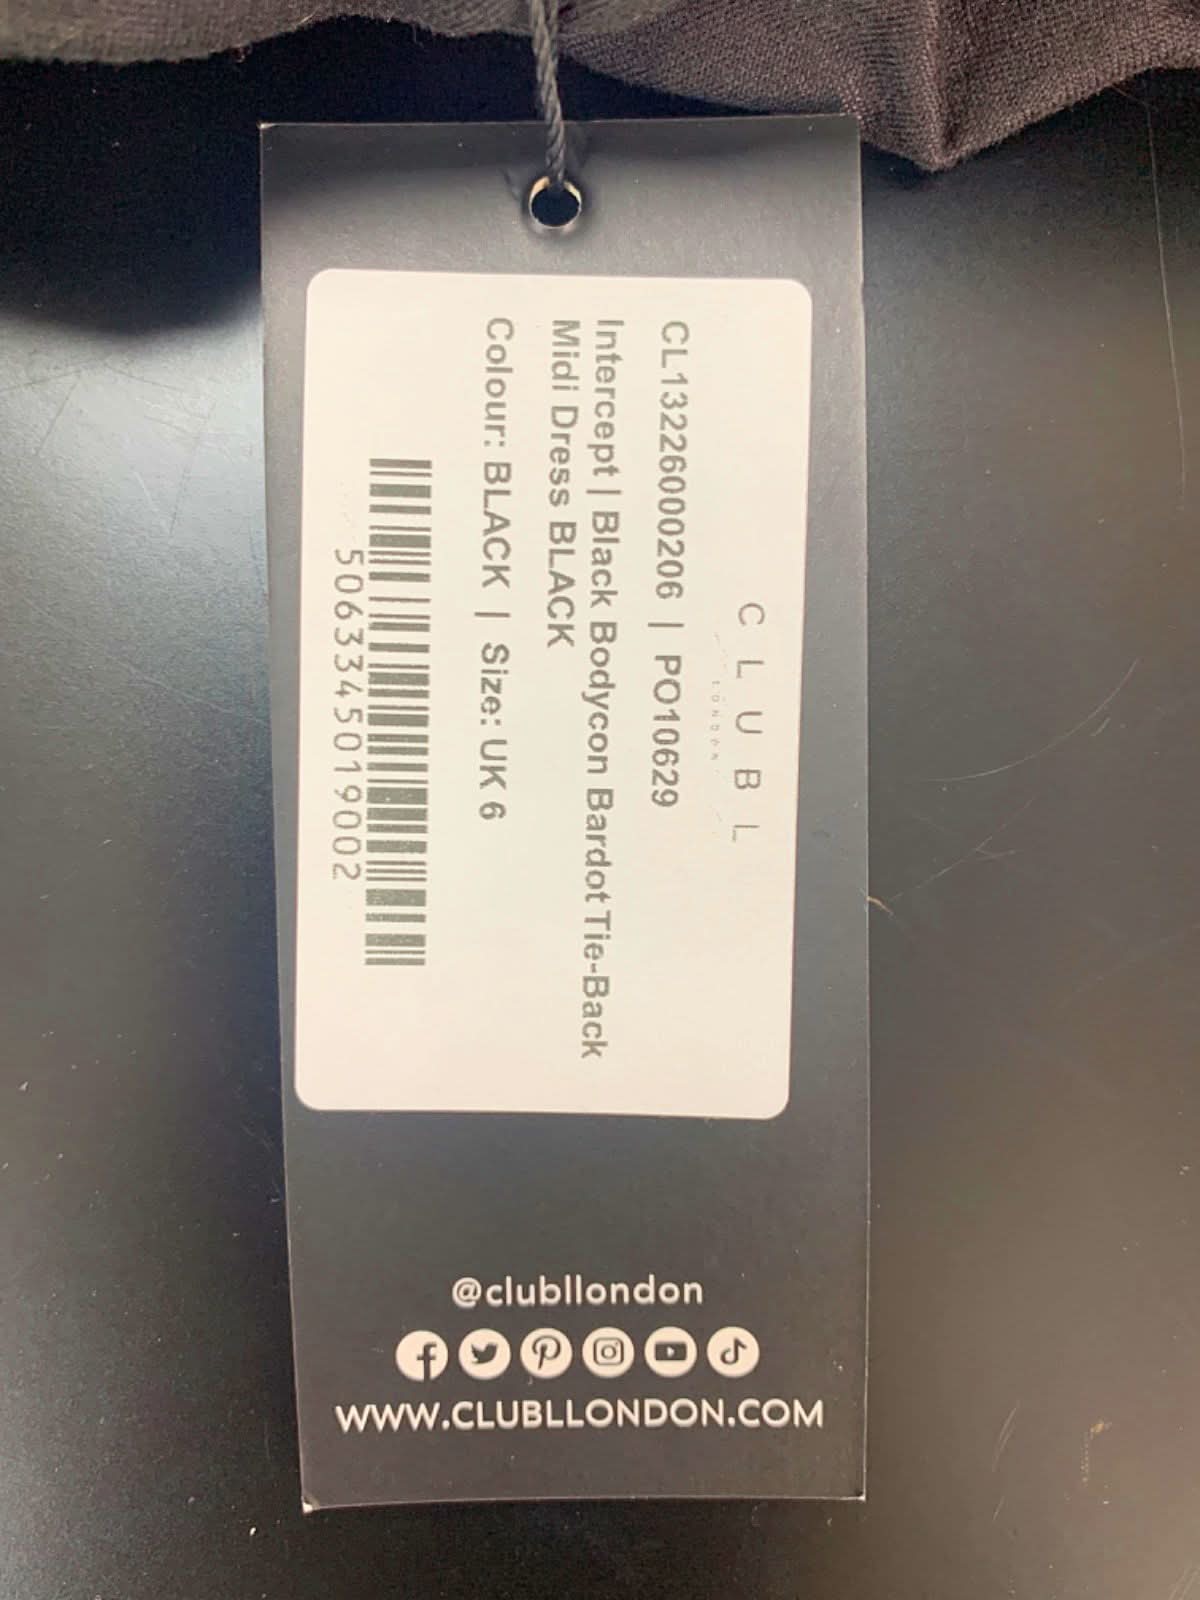 CLUBL
LONDON
CL13226000206 | PO10629
Intercept | Black Bodycon Bardot Tie-Back
Midi Dress BLACK
Colour: BLACK | Size: UK 6
5063345019002
@clubllondon
WWW.CLUBLLONDON.COM